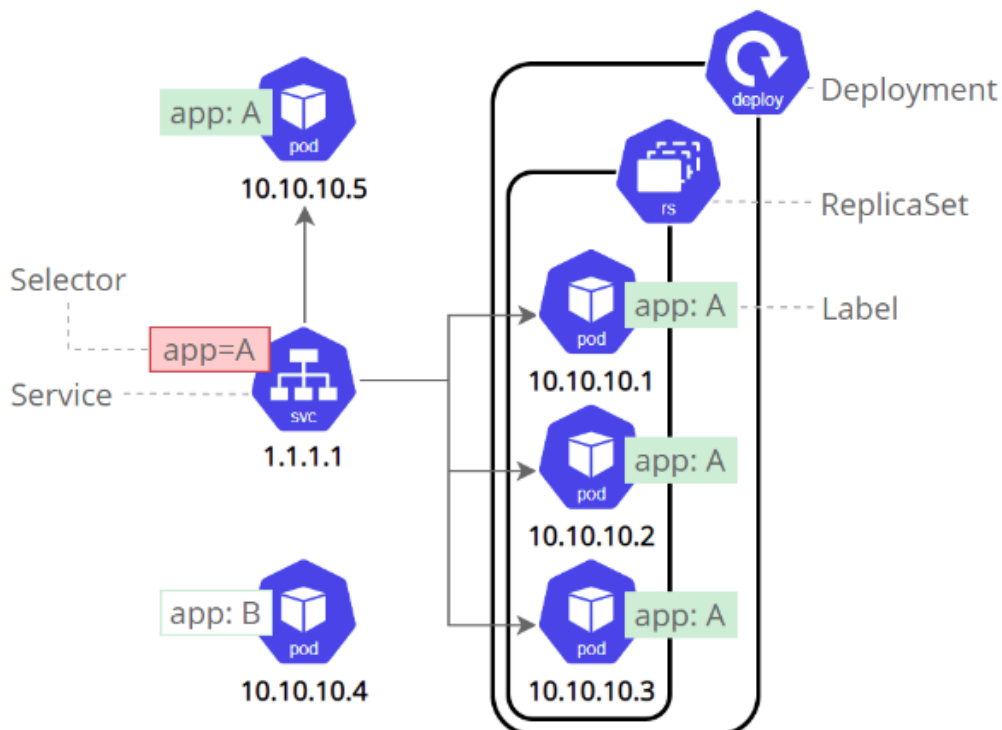 deploy
Deployment
app: A
pod
10.10.10.5
rs
ReplicaSet
Selector
app=A
Service
svc
1.1.1.1
pod
app: A
Label
10.10.10.1
pod
app: A
10.10.10.2
app: B
pod
10.10.10.4
pod
app: A
10.10.10.3